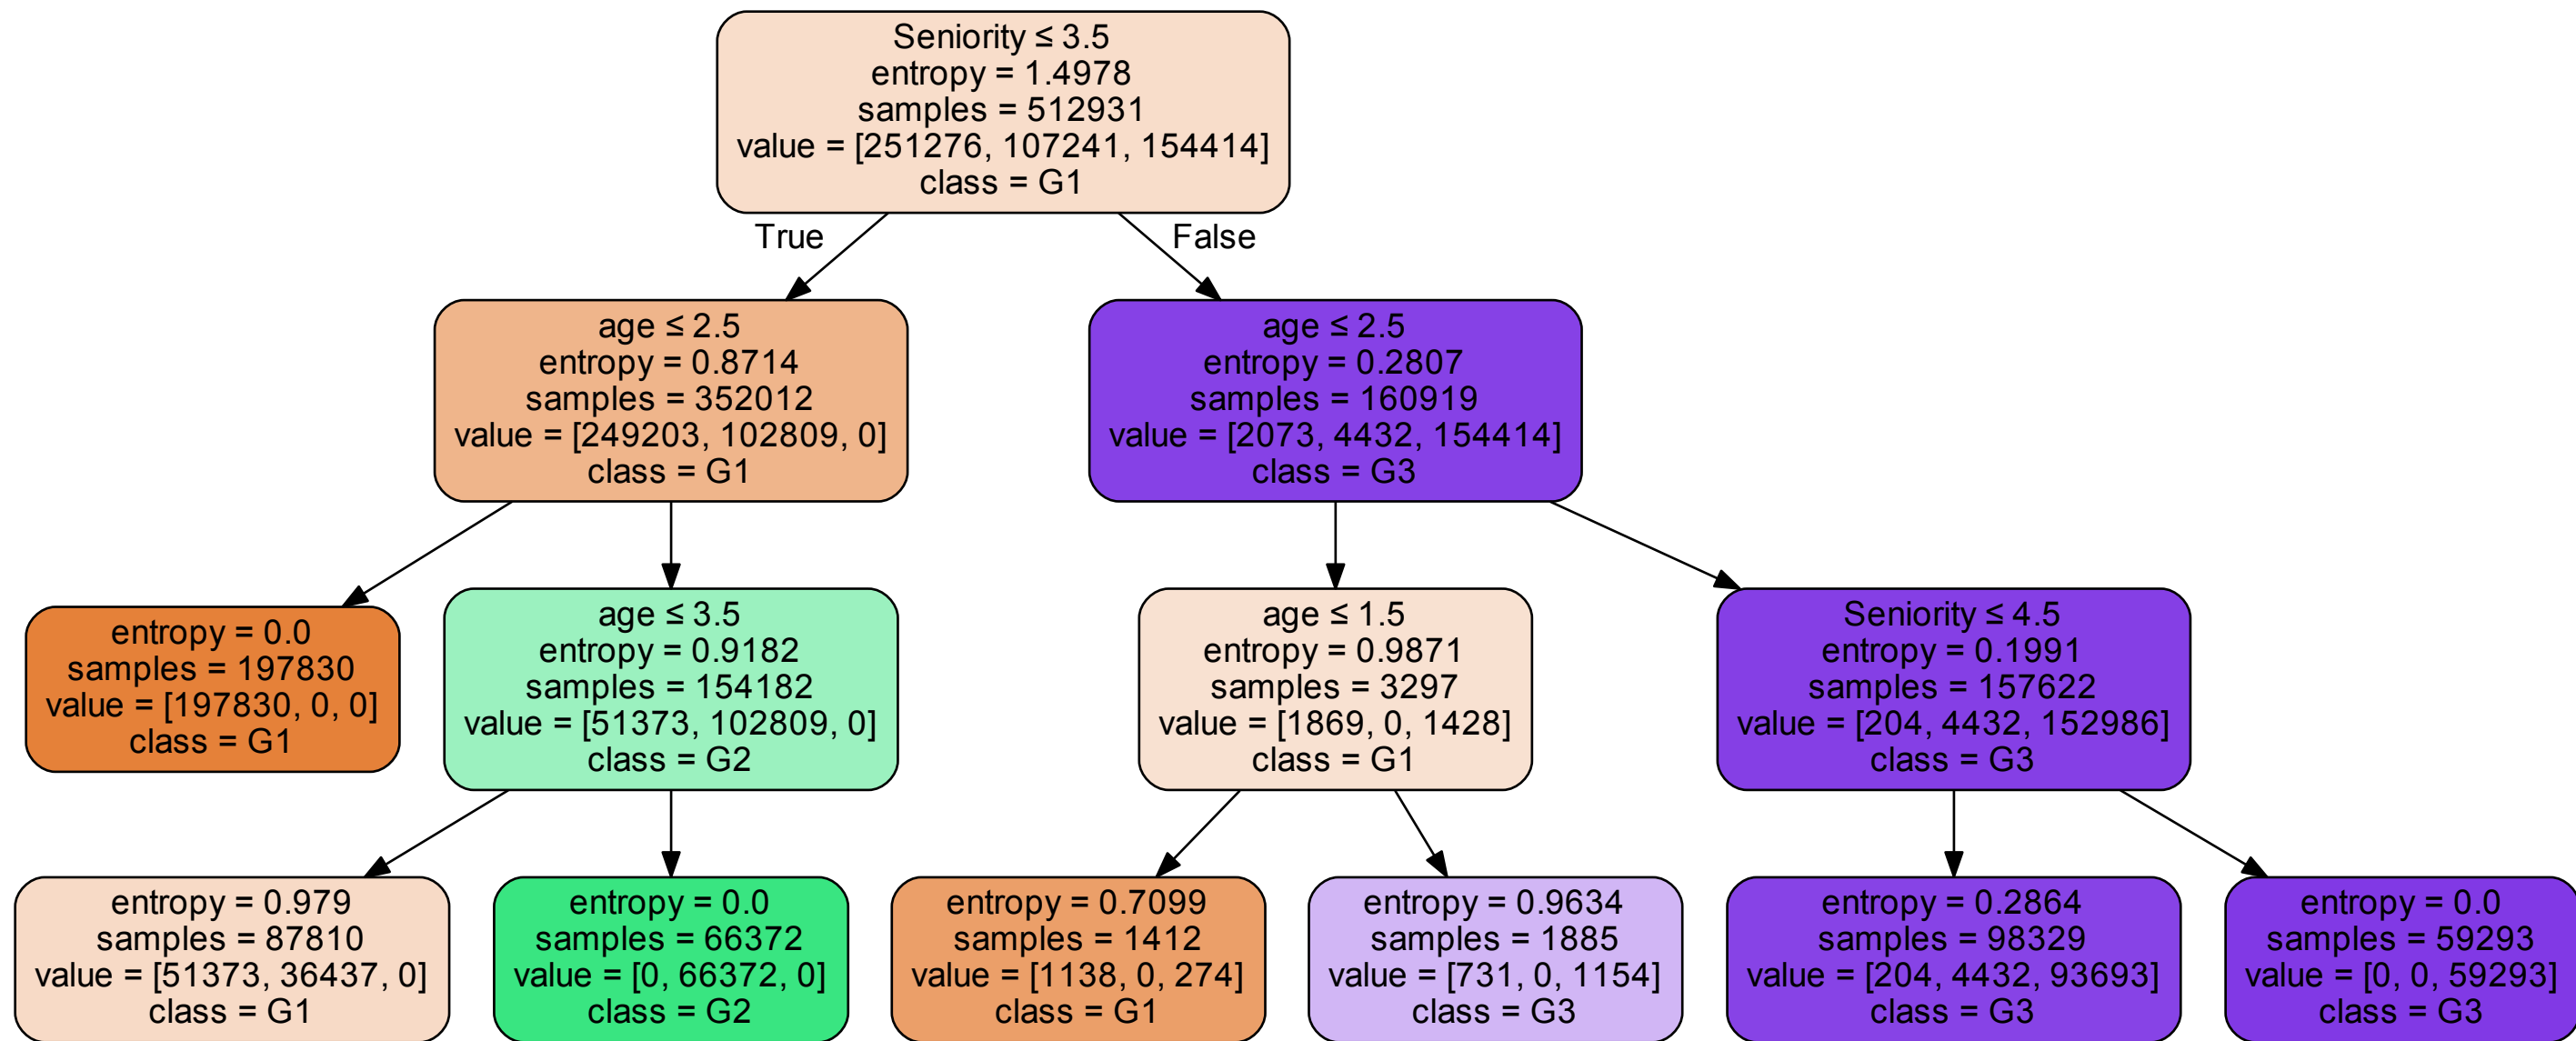 Seniority ≤ 3.5
entropy = 1.4978
samples = 512931
value = [251276, 107241, 154414]
class = G1
True
False
age ≤ 2.5
entropy = 0.8714
samples = 352012
value = [249203, 102809, 0]
class = G1
age ≤ 2.5
entropy = 0.2807
samples = 160919
value = [2073, 4432, 154414]
class = G3
entropy = 0.0
samples = 197830
value = [197830, 0, 0]
class = G1
age ≤ 3.5
entropy = 0.9182
samples = 154182
value = [51373, 102809, 0]
class = G2
age ≤ 1.5
entropy = 0.9871
samples = 3297
value = [1869, 0, 1428]
class = G1
Seniority ≤ 4.5
entropy = 0.1991
samples = 157622
value = [204, 4432, 152986]
class = G3
entropy = 0.979
samples = 87810
value = [51373, 36437, 0]
class = G1
entropy = 0.0
samples = 66372
value = [0, 66372, 0]
class = G2
entropy = 0.7099
samples = 1412
value = [1138, 0, 274]
class = G1
entropy = 0.9634
samples = 1885
value = [731, 0, 1154]
class = G3
entropy = 0.2864
samples = 98329
value = [204, 4432, 93693]
class = G3
entropy = 0.0
samples = 59293
value = [0, 0, 59293]
class = G3